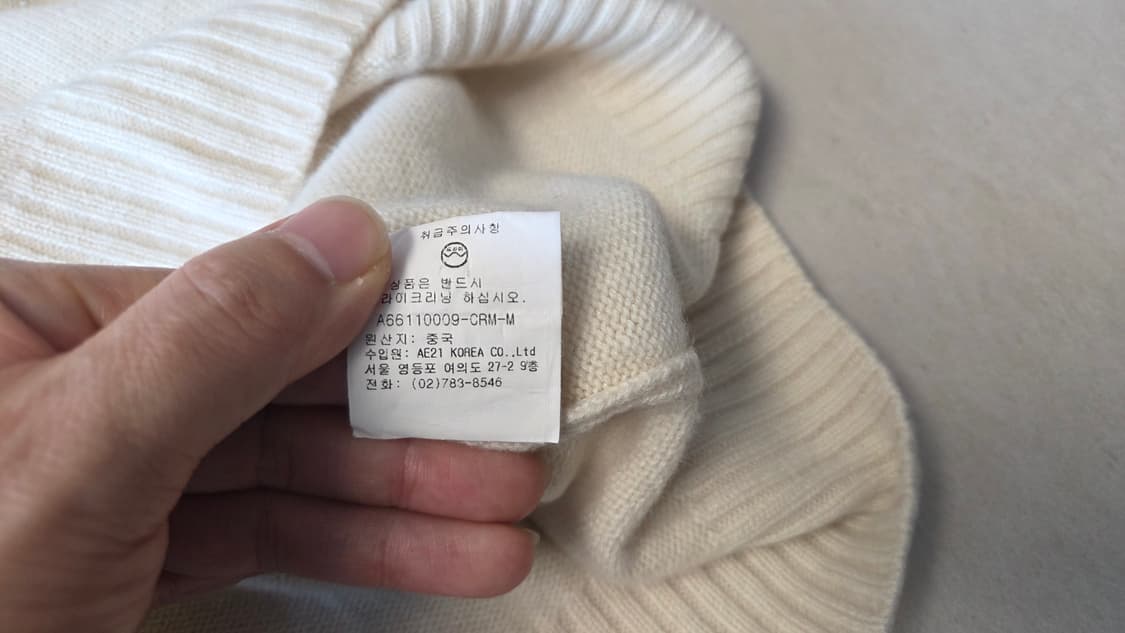 취급주의사항
상품은 반드시
라이크리닝 하십시오.
A66110009-CRM-M
원산지: 중국
수입원: AE21 KOREA CO.,Ltd
서울 영등포 여의도 27-2 9층
전화: (02)783-8546